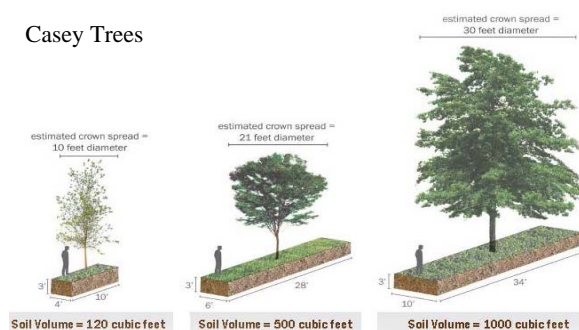 Casey Trees
estimated crown spread =
10 feet diameter
3'
4'
10'
Soil Volume = 120 cubic feet
estimated crown spread =
21 feet diameter
3'
6'
28'
Soil Volume = 500 cubic feet
estimated crown spread =
30 feet diameter
3'
10'
34'
Soil Volume = 1000 cubic feet